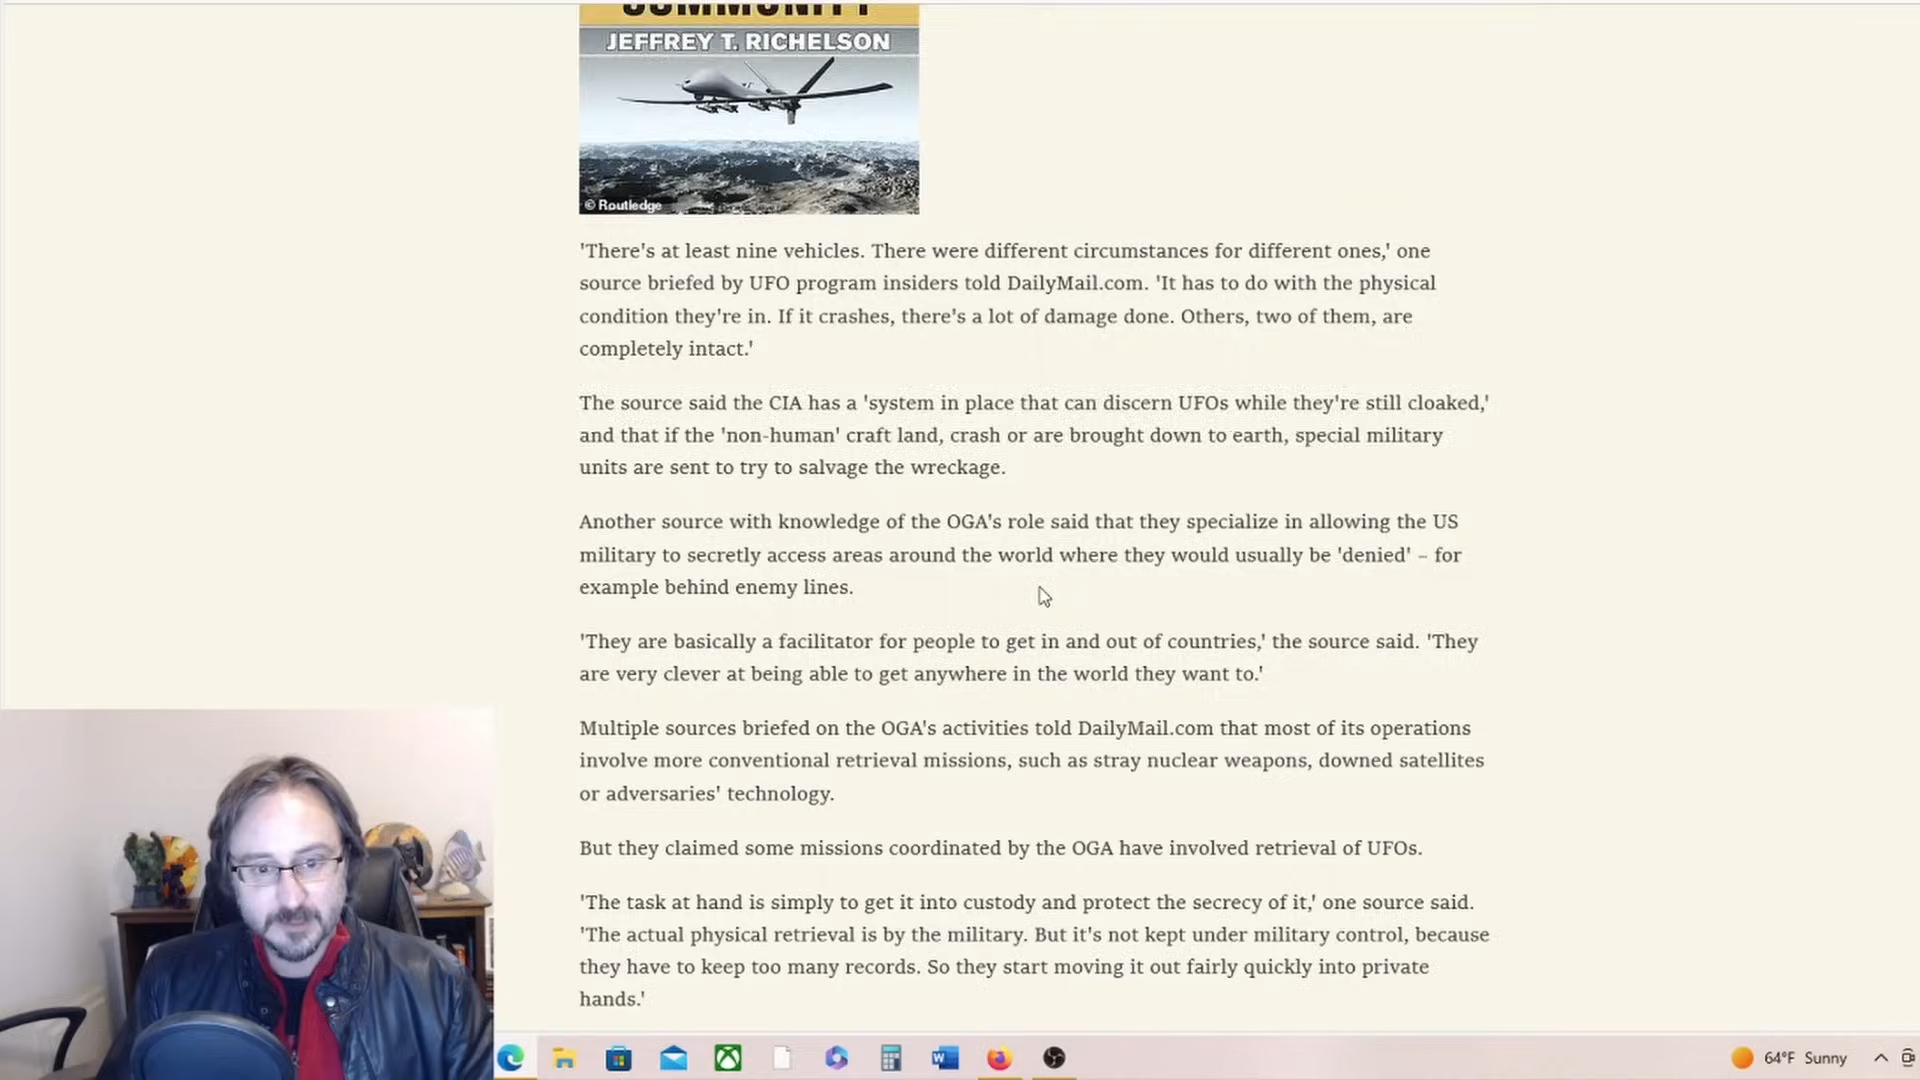 COMMUNITY
JEFFREY T. RICHELSON
© Routledge
'There's at least nine vehicles. There were different circumstances for different ones,' one
source briefed by UFO program insiders told DailyMail.com. 'It has to do with the physical
condition they're in. If it crashes, there's a lot of damage done. Others, two of them, are
completely intact.'
The source said the CIA has a 'system in place that can discern UFOs while they're still cloaked,'
and that if the 'non-human' craft land, crash or are brought down to earth, special military
units are sent to try to salvage the wreckage.
Another source with knowledge of the OGA's role said that they specialize in allowing the US
military to secretly access areas around the world where they would usually be 'denied' – for
example behind enemy lines.
'They are basically a facilitator for people to get in and out of countries,' the source said. 'They
are very clever at being able to get anywhere in the world they want to.'
Multiple sources briefed on the OGA's activities told DailyMail.com that most of its operations
involve more conventional retrieval missions, such as stray nuclear weapons, downed satellites
or adversaries' technology.
But they claimed some missions coordinated by the OGA have involved retrieval of UFOs.
'The task at hand is simply to get it into custody and protect the secrecy of it,' one source said.
'The actual physical retrieval is by the military. But it's not kept under military control, because
they have to keep too many records. So they start moving it out fairly quickly into private
hands.'
64°F Sunny